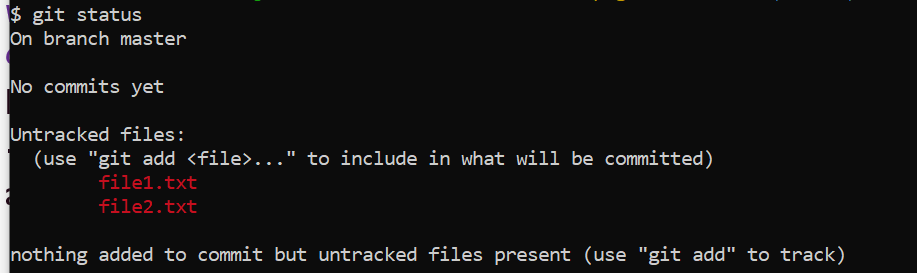 $ git status
On branch master
No commits yet
Untracked files:
(use "git add <file>..." to include in what will be committed)
file1.txt
file2.txt
nothing added to commit but untracked files present (use "git add" to track)